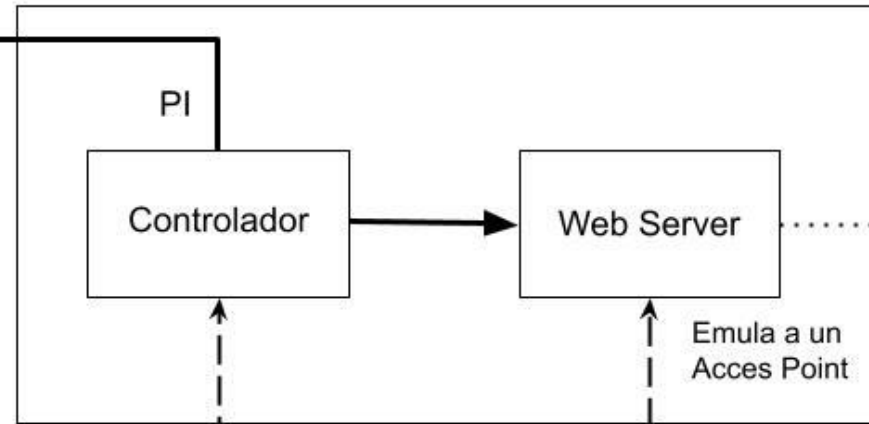 PI
Controlador
Web Server
Emula a un
Acces Point